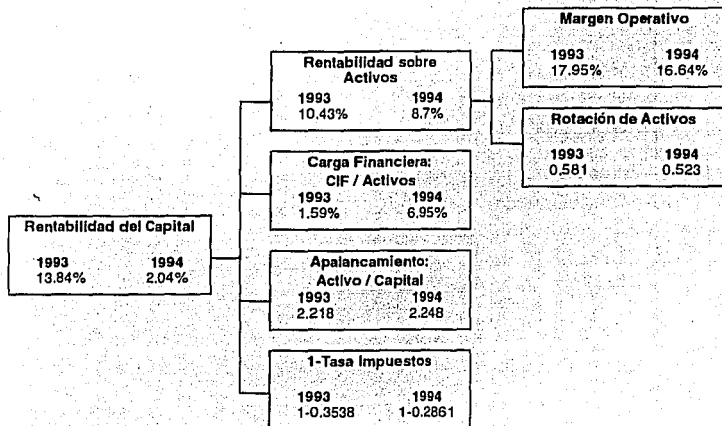 Margen Operativo
1993 1994
17.95% 16.64%
Rentabilidad sobre
Activos
1993 1994
10.43% 8.7%
Rotación de Activos
1993 1994
0.581 0.523
Carga Financiera:
CIF / Activos
1993 1994
1.59% 6.95%
Rentabilidad del Capital
1993 1994
13.84% 2.04%
Apalancamiento:
Activo / Capital
1993 1994
2.218 2.248
1-Tasa Impuestos
1993 1994
1-0.3538 1-0.2861